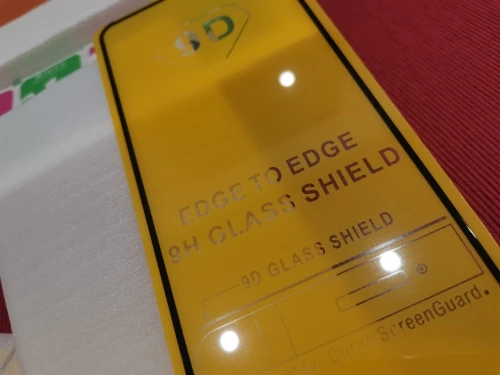 9D
EDGE TO EDGE
9H GLASS SHIELD
9D GLASS SHIELD
ScreenGuard.